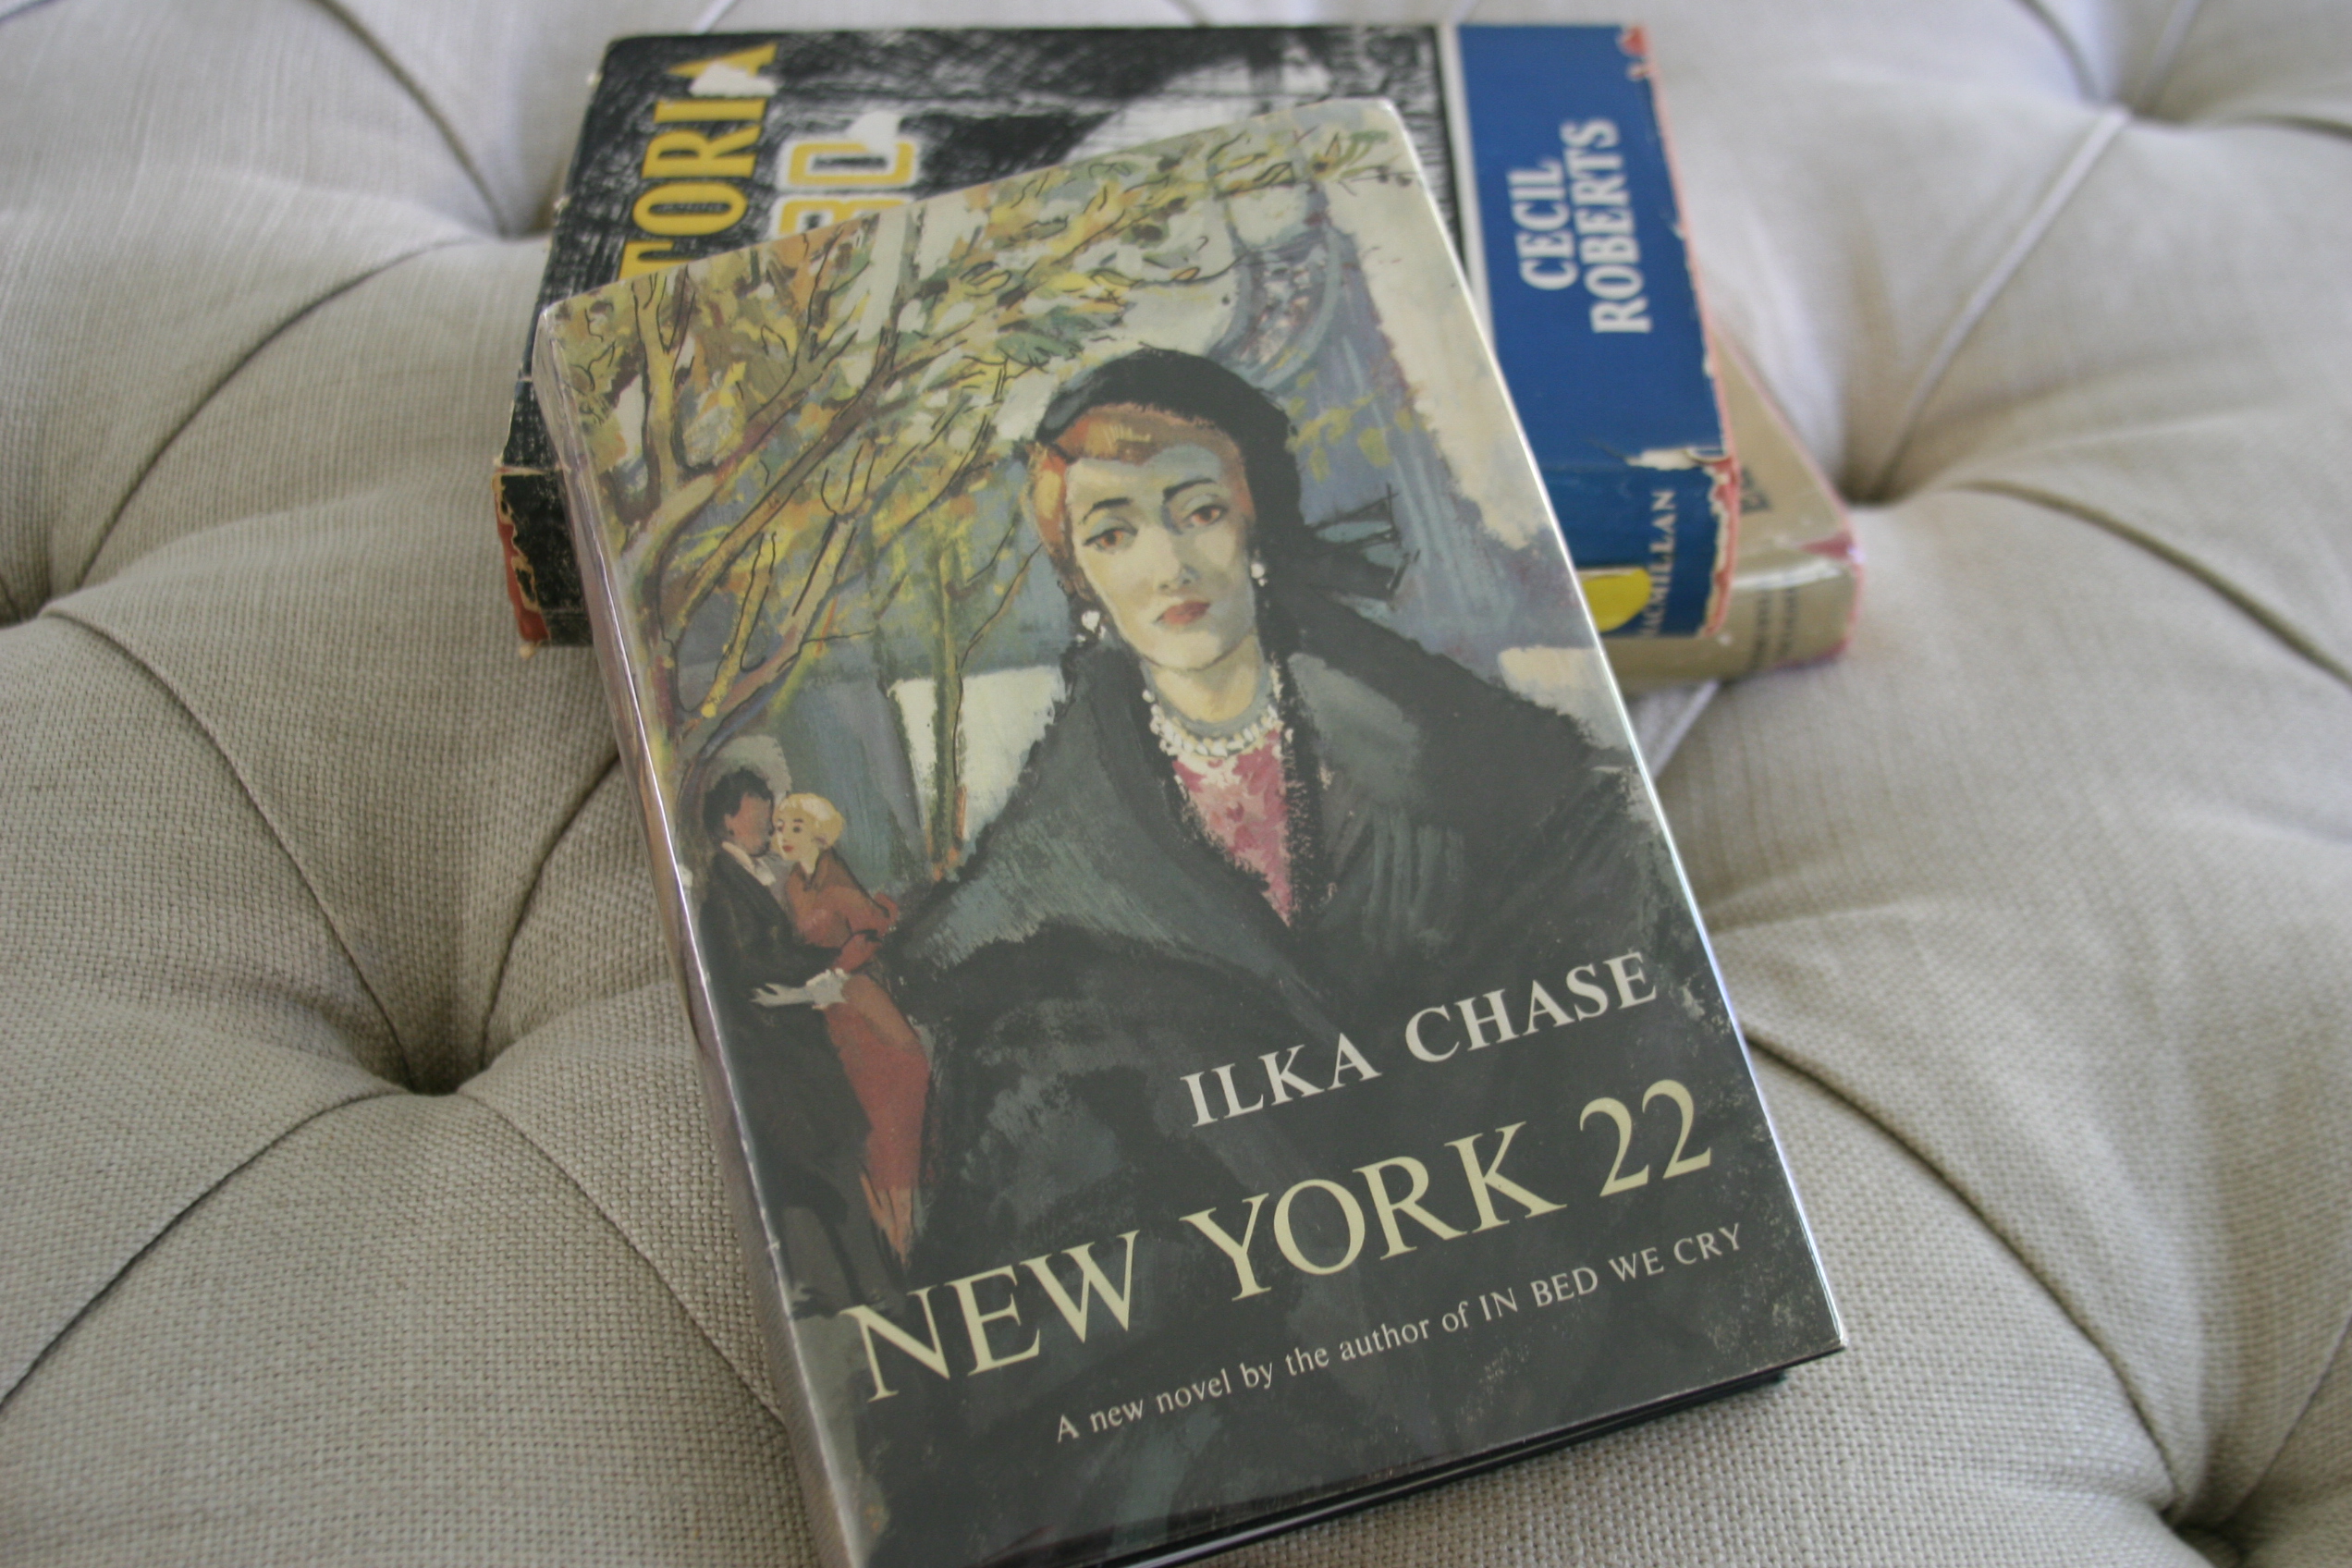 TORIA
CECIL
ROBERTS
MACMILLAN
ILKA CHASE
NEW YORK 22
A new novel by the author of IN BED WE CRY